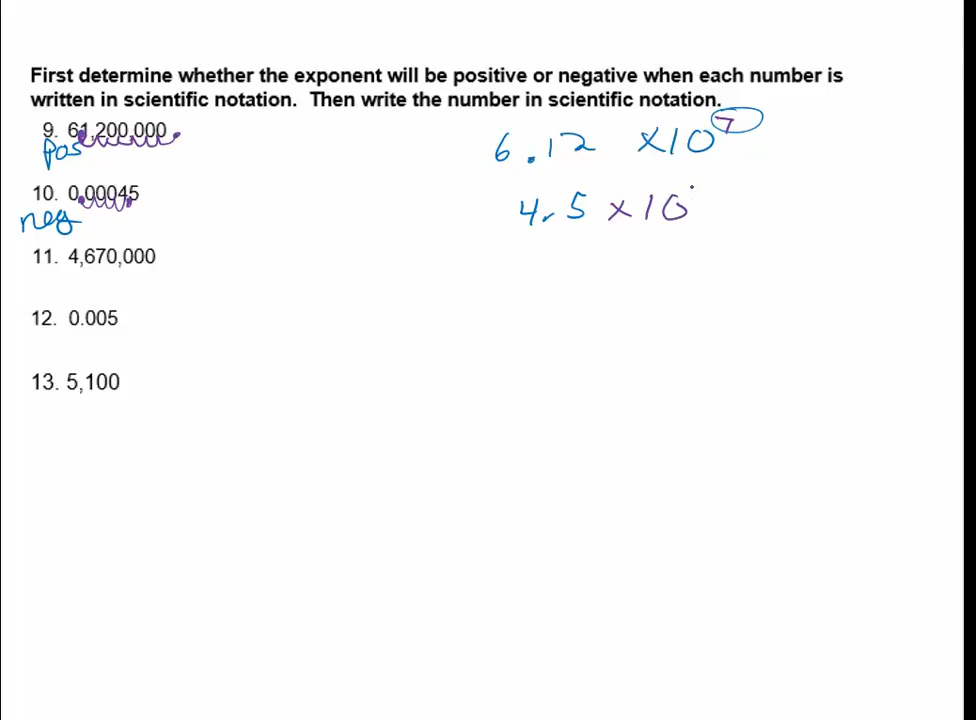 First determine whether the exponent will be positive or negative when each number is
written in scientific notation. Then write the number in scientific notation.
9. 61,200,000 6.12 ×10^7
pos
10. 0.00045 4.5 ×10
neg
11. 4,670,000
12. 0.005
13. 5,100